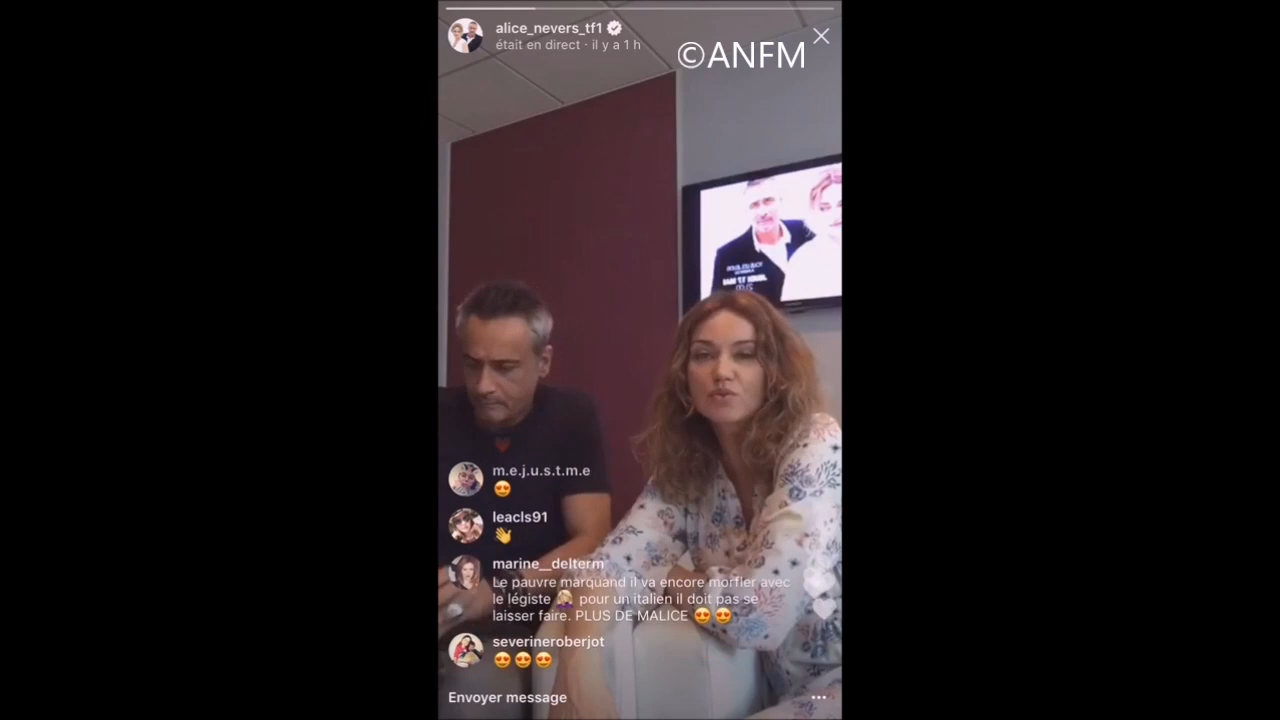 alice_nevers_tf1
était en direct · il y a 1 h
©ANFM
m.e.j.u.s.t.m.e
😍
leacls91
👋
marine__delterm
Le pauvre marquand il va encore morfler avec
le légiste 🤦🏼‍♀️ pour un italien il doit pas se
laisser faire. PLUS DE MALICE 😍 😍
severineroberjot
😍😍😍
Envoyer message